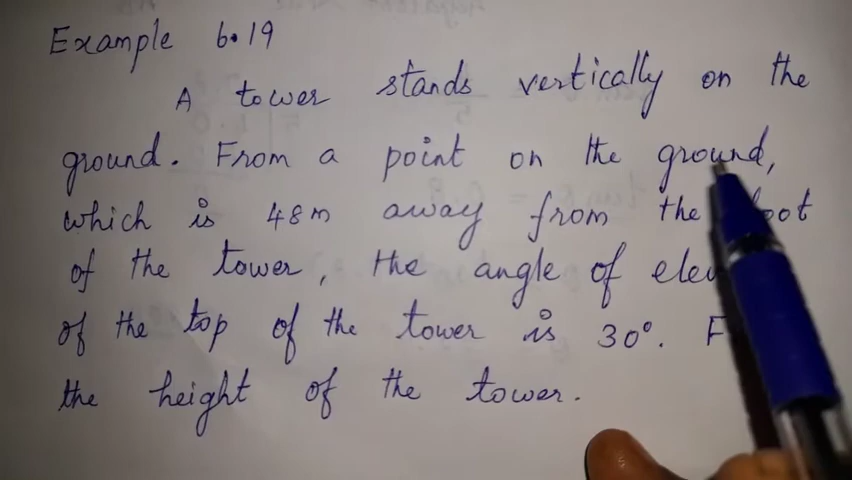 Example 6.19
A tower stands vertically on the
ground. From a point on the ground,
which is 48m away from the foot
of the tower, the angle of elev
of the top of the tower is 30°. F
the height of the tower.